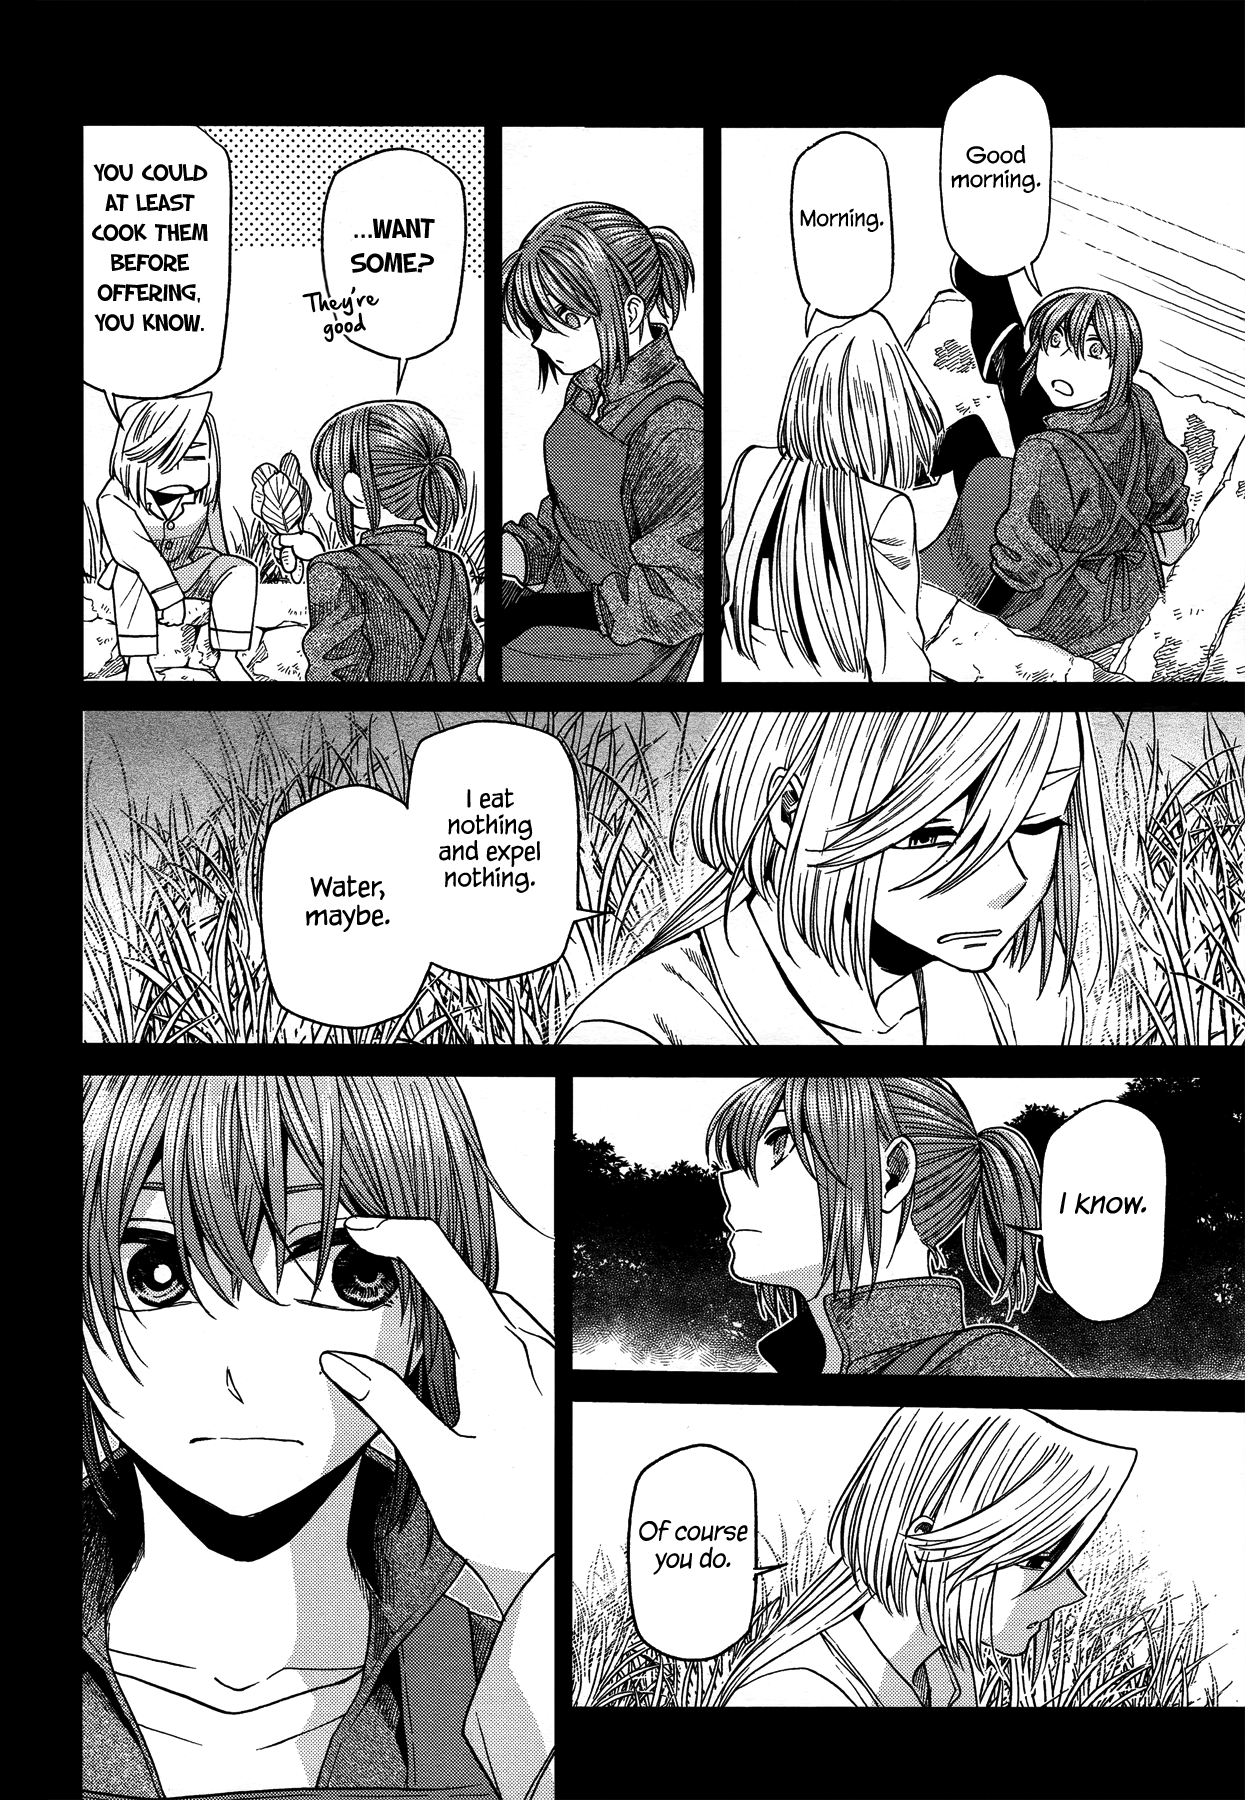 Good
morning.
Morning.
...WANT
SOME?
They're
good
YOU COULD
AT LEAST
COOK THEM
BEFORE
OFFERING,
YOU KNOW.
I eat
nothing
and expel
nothing.
Water,
maybe.
I know.
Of course
you do.